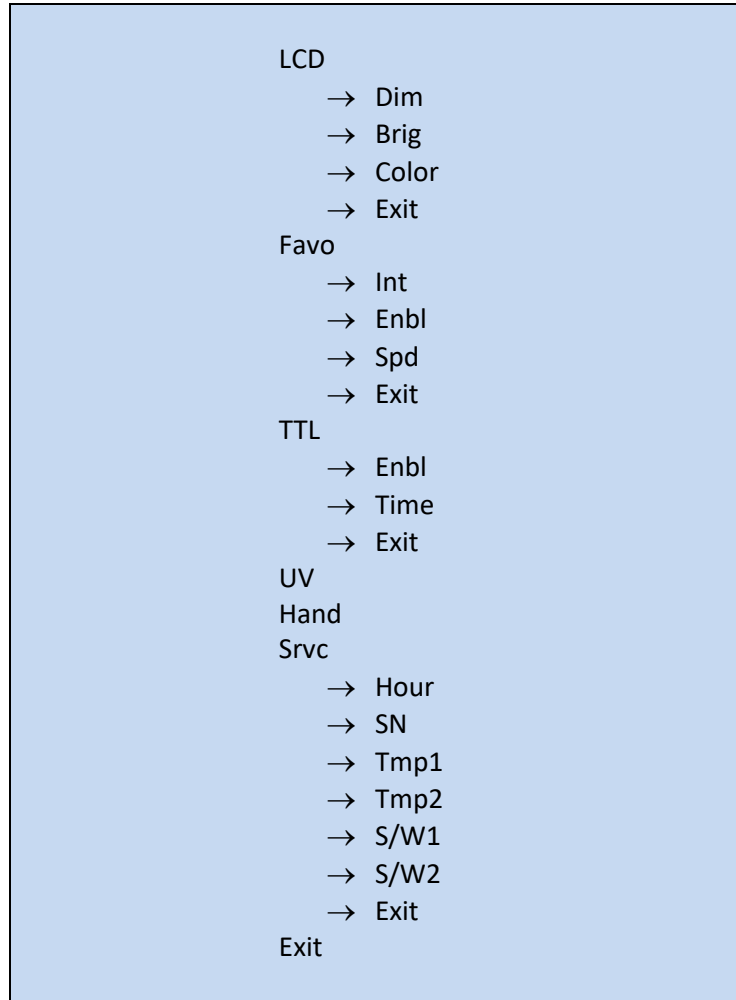 LCD
→ Dim
→ Brig
→ Color
→ Exit
Favo
→ Int
→ Enbl
→ Spd
→ Exit
TTL
→ Enbl
→ Time
→ Exit
UV
Hand
Srvc
→ Hour
→ SN
→ Tmp1
→ Tmp2
→ S/W1
→ S/W2
→ Exit
Exit